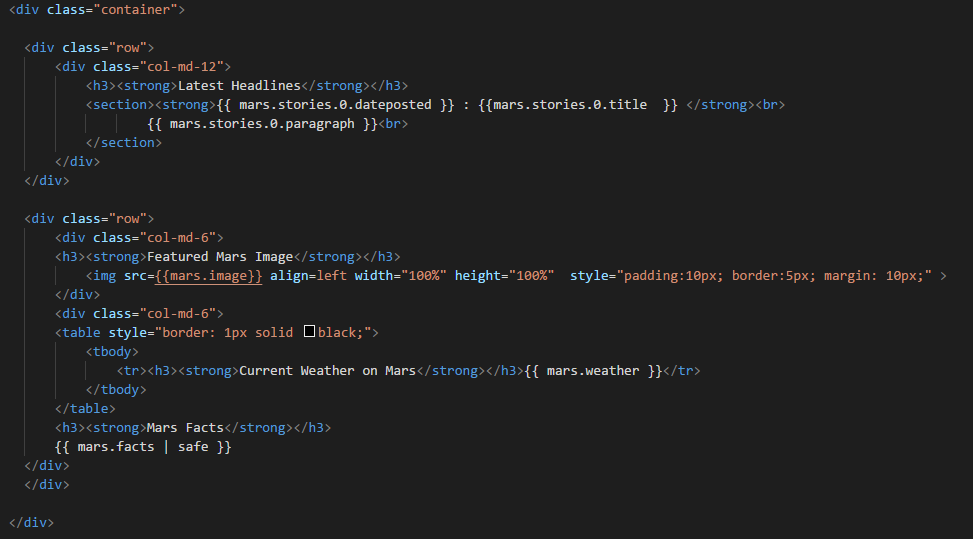 <div class="container">
<div class="row">
<div class="col-md-12">
<h3><strong>Latest Headlines</strong></h3>
<section><strong>{{ mars.stories.0.dateposted }} : {{mars.stories.0.title  }} </strong><br>
{{ mars.stories.0.paragraph }}<br>
</section>
</div>
</div>
<div class="row">
<div class="col-md-6">
<h3><strong>Featured Mars Image</strong></h3>
<img src={{mars.image}} align=left width="100%" height="100%"  style="padding:10px; border:5px; margin: 10px;" >
</div>
<div class="col-md-6">
<table style="border: 1px solid black;">
<tbody>
<tr><h3><strong>Current Weather on Mars</strong></h3>{{ mars.weather }}</tr>
</tbody>
</table>
<h3><strong>Mars Facts</strong></h3>
{{ mars.facts | safe }}
</div>
</div>
</div>